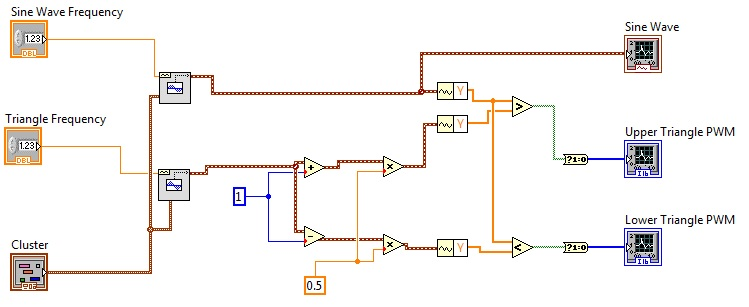 Sine Wave Frequency
1.23
DBL
Sine Wave
Y
Triangle Frequency
1.23
DBL
Y
>
?1:0
Upper Triangle PWM
+
×
1
-
×
Y
<
?1:0
Lower Triangle PWM
Cluster
0.5